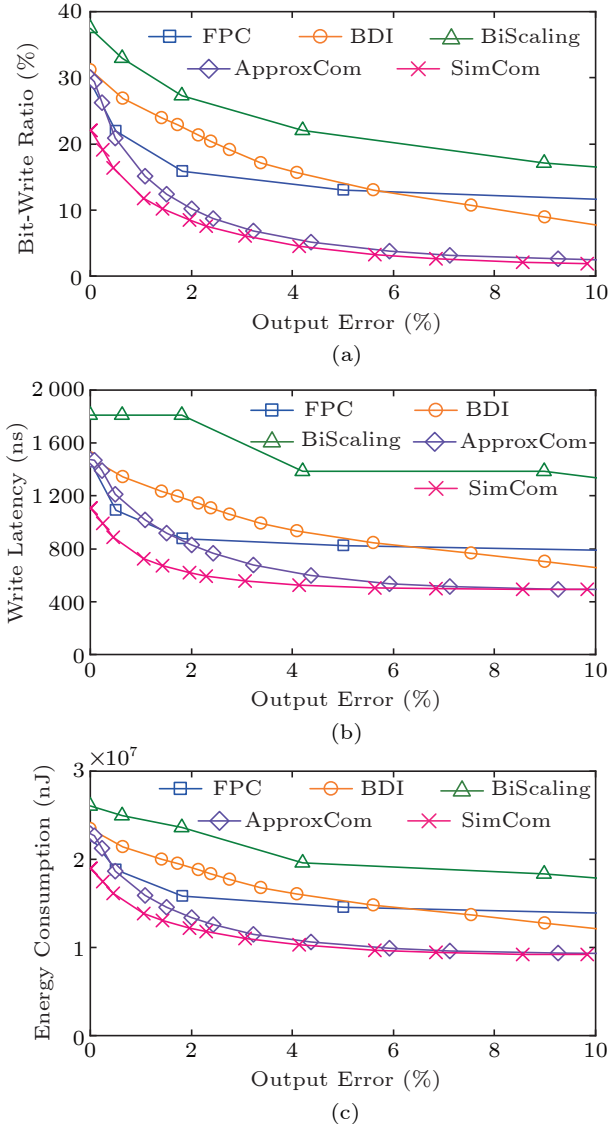 40
30
20
10
0
Bit-Write Ratio (%)
FPC BDI BiScaling
ApproxCom SimCom
0 2 4 6 8 10
Output Error (%)
(a)
2 000
1 600
1 200
800
400
0
Write Latency (ns)
FPC BDI
BiScaling ApproxCom
SimCom
0 2 4 6 8 10
Output Error (%)
(b)
×10⁷
3
2
1
0
Energy Consumption (nJ)
FPC BDI BiScaling
ApproxCom SimCom
0 2 4 6 8 10
Output Error (%)
(c)